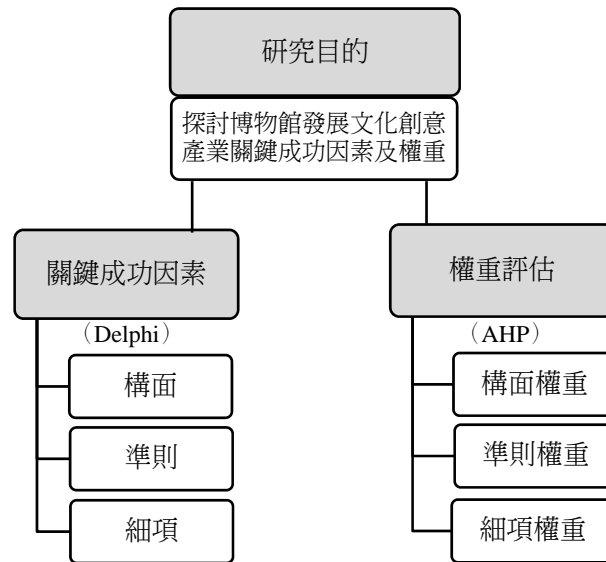 研究目的
探討博物館發展文化創意
產業關鍵成功因素及權重
關鍵成功因素
（Delphi）
構面
準則
細項
權重評估
（AHP）
構面權重
準則權重
細項權重